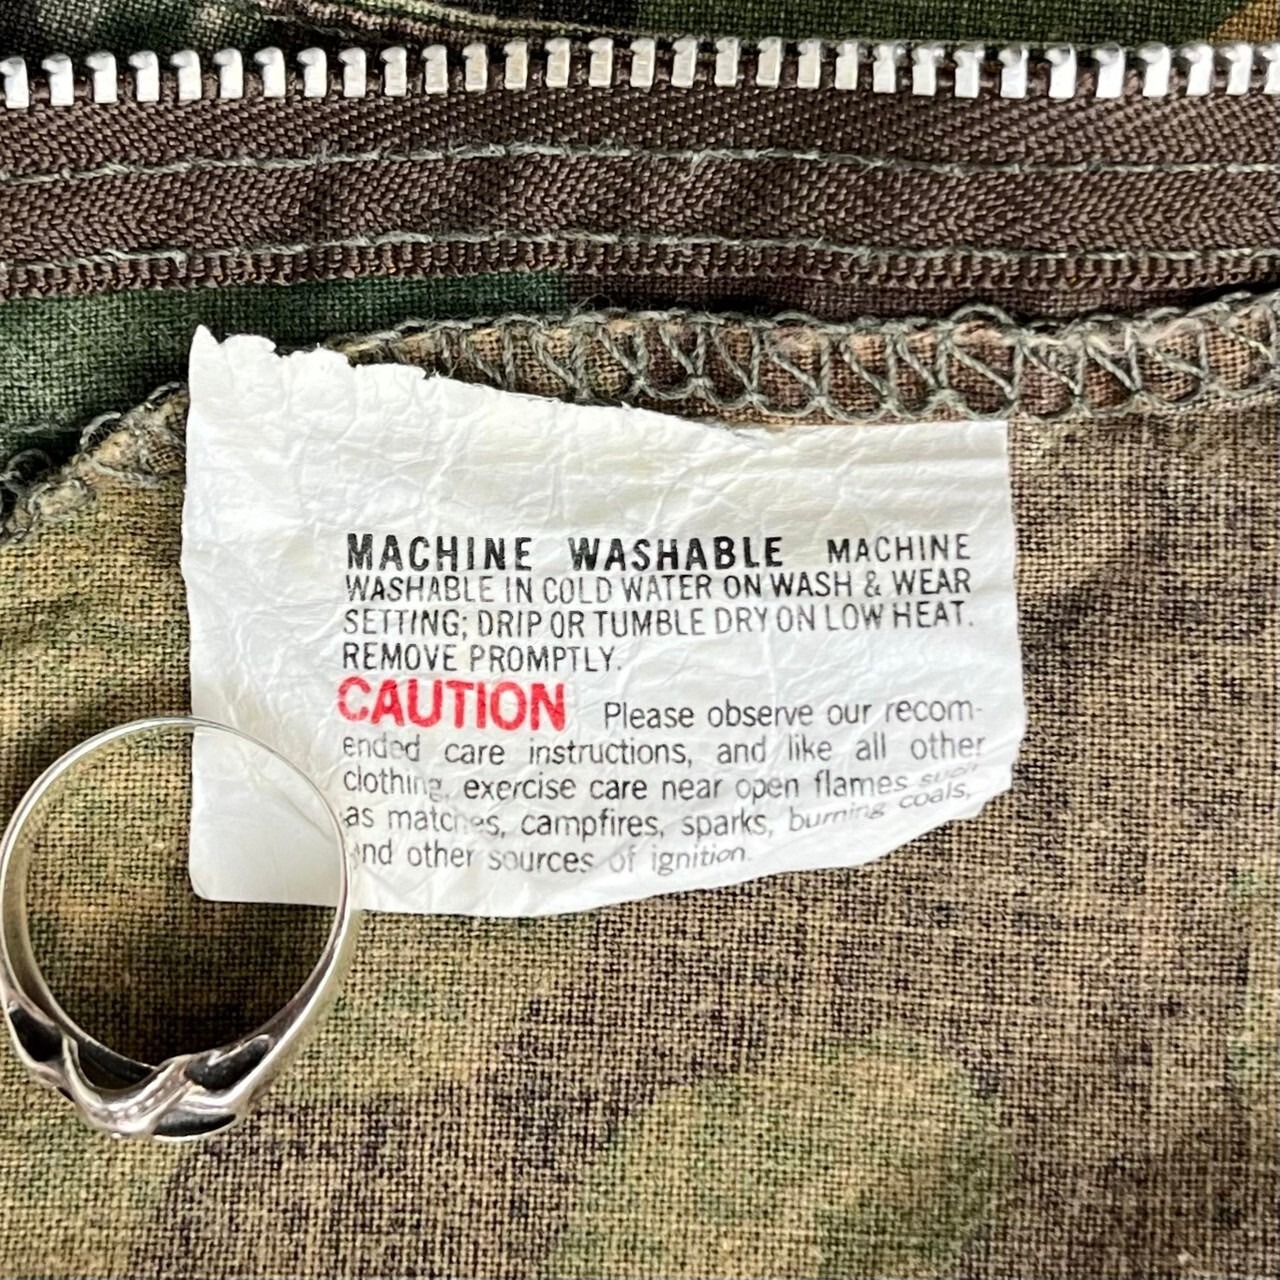 MACHINE WASHABLE MACHINE
WASHABLE IN COLD WATER ON WASH & WEAR
SETTING; DRIP OR TUMBLE DRY ON LOW HEAT.
REMOVE PROMPTLY.
CAUTION Please observe our recom-
ended care instructions, and like all other
clothing, exercise care near open flames such
as matches, campfires, sparks, burning coals,
and other sources of ignition.